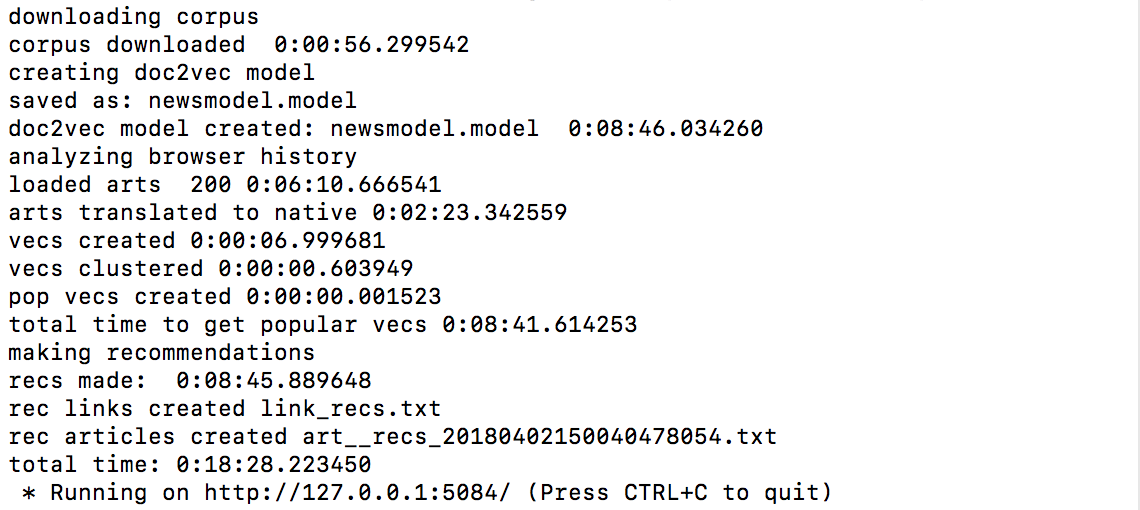 downloading corpus
corpus downloaded  0:00:56.299542
creating doc2vec model
saved as: newsmodel.model
doc2vec model created: newsmodel.model  0:08:46.034260
analyzing browser history
loaded arts  200 0:06:10.666541
arts translated to native 0:02:23.342559
vecs created 0:00:06.999681
vecs clustered 0:00:00.603949
pop vecs created 0:00:00.001523
total time to get popular vecs 0:08:41.614253
making recommendations
recs made:  0:08:45.889648
rec links created link_recs.txt
rec articles created art__recs_20180402150040478054.txt
total time: 0:18:28.223450
 * Running on http://127.0.0.1:5084/ (Press CTRL+C to quit)